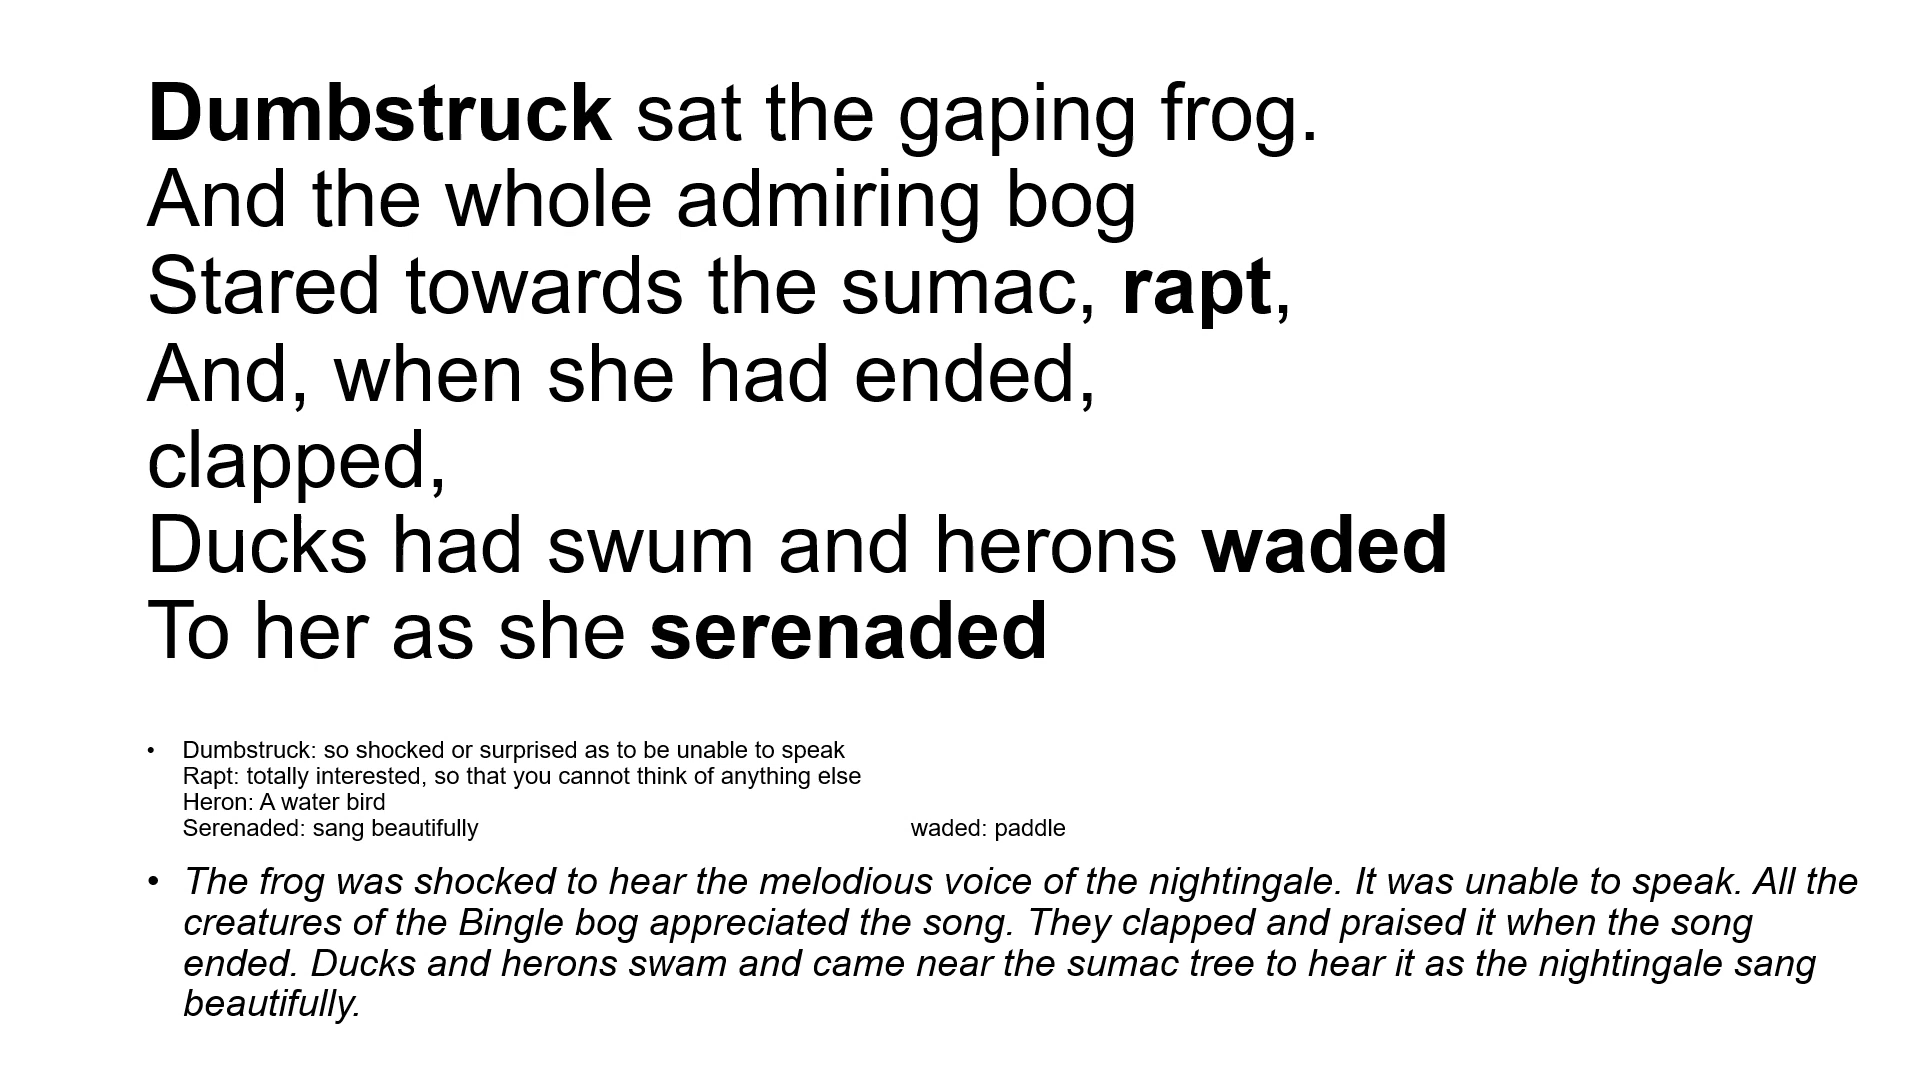 Dumbstruck sat the gaping frog.
And the whole admiring bog
Stared towards the sumac, rapt,
And, when she had ended,
clapped,
Ducks had swum and herons waded
To her as she serenaded
• Dumbstruck: so shocked or surprised as to be unable to speak
Rapt: totally interested, so that you cannot think of anything else
Heron: A water bird
Serenaded: sang beautifully waded: paddle
• The frog was shocked to hear the melodious voice of the nightingale. It was unable to speak. All the
creatures of the Bingle bog appreciated the song. They clapped and praised it when the song
ended. Ducks and herons swam and came near the sumac tree to hear it as the nightingale sang
beautifully.